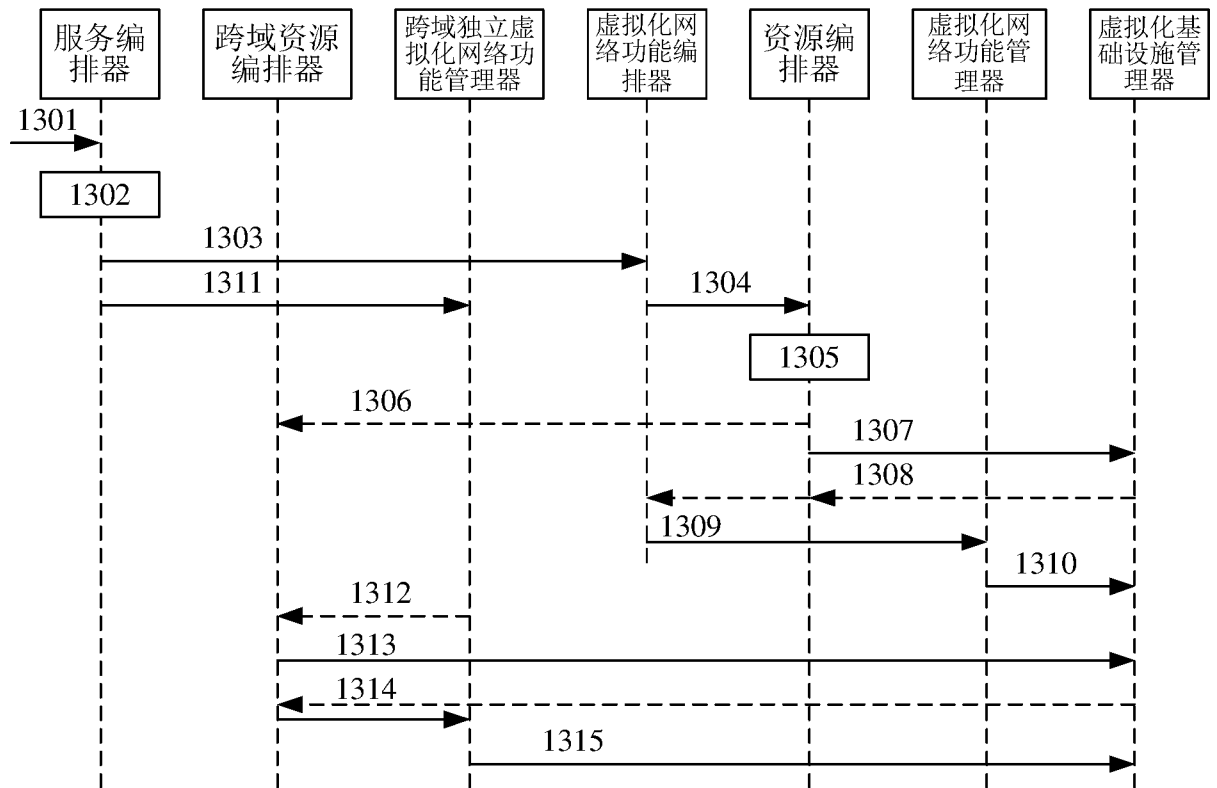 服务编
排器
跨域资源
编排器
跨域独立虚
拟化网络功
能管理器
虚拟化网
络功能编
排器
资源编
排器
虚拟化网
络功能管
理器
虚拟化基
础设施管
理器
1301
1302
1303
1311
1304
1305
1306
1307
1308
1309
1310
1312
1313
1314
1315